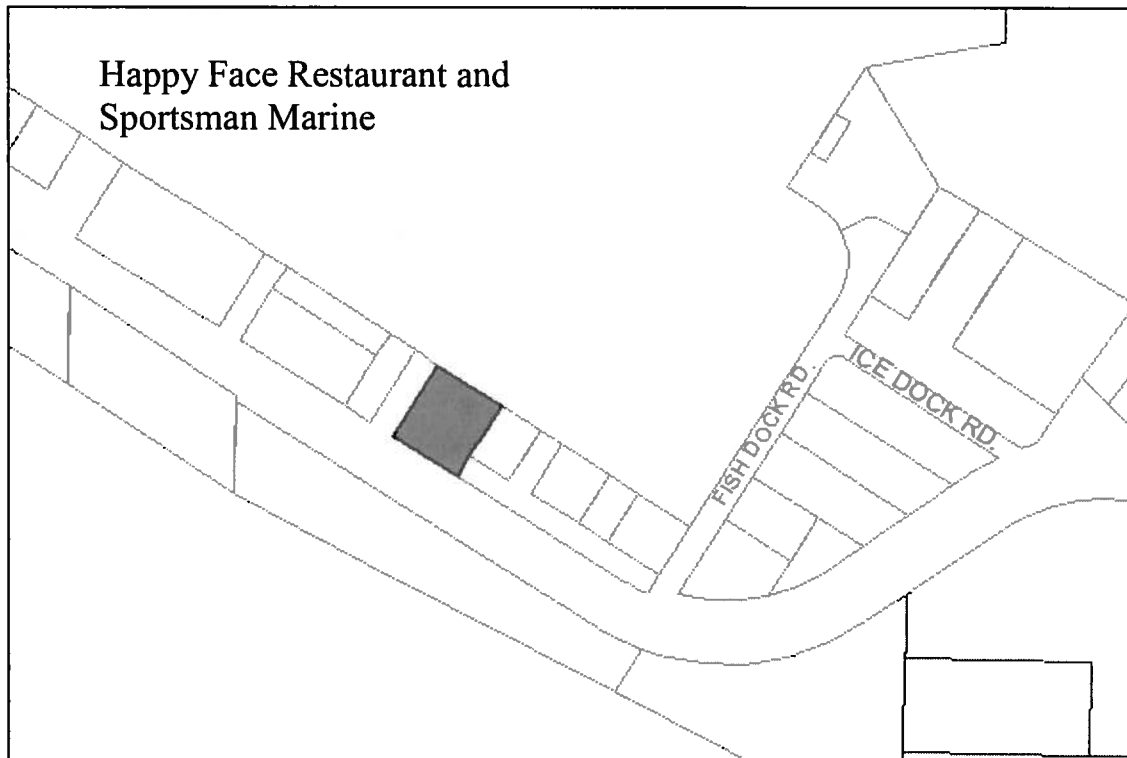 Happy Face Restaurant and
Sportsman Marine
ICE DOCK RD.
FISH DOCK RD.